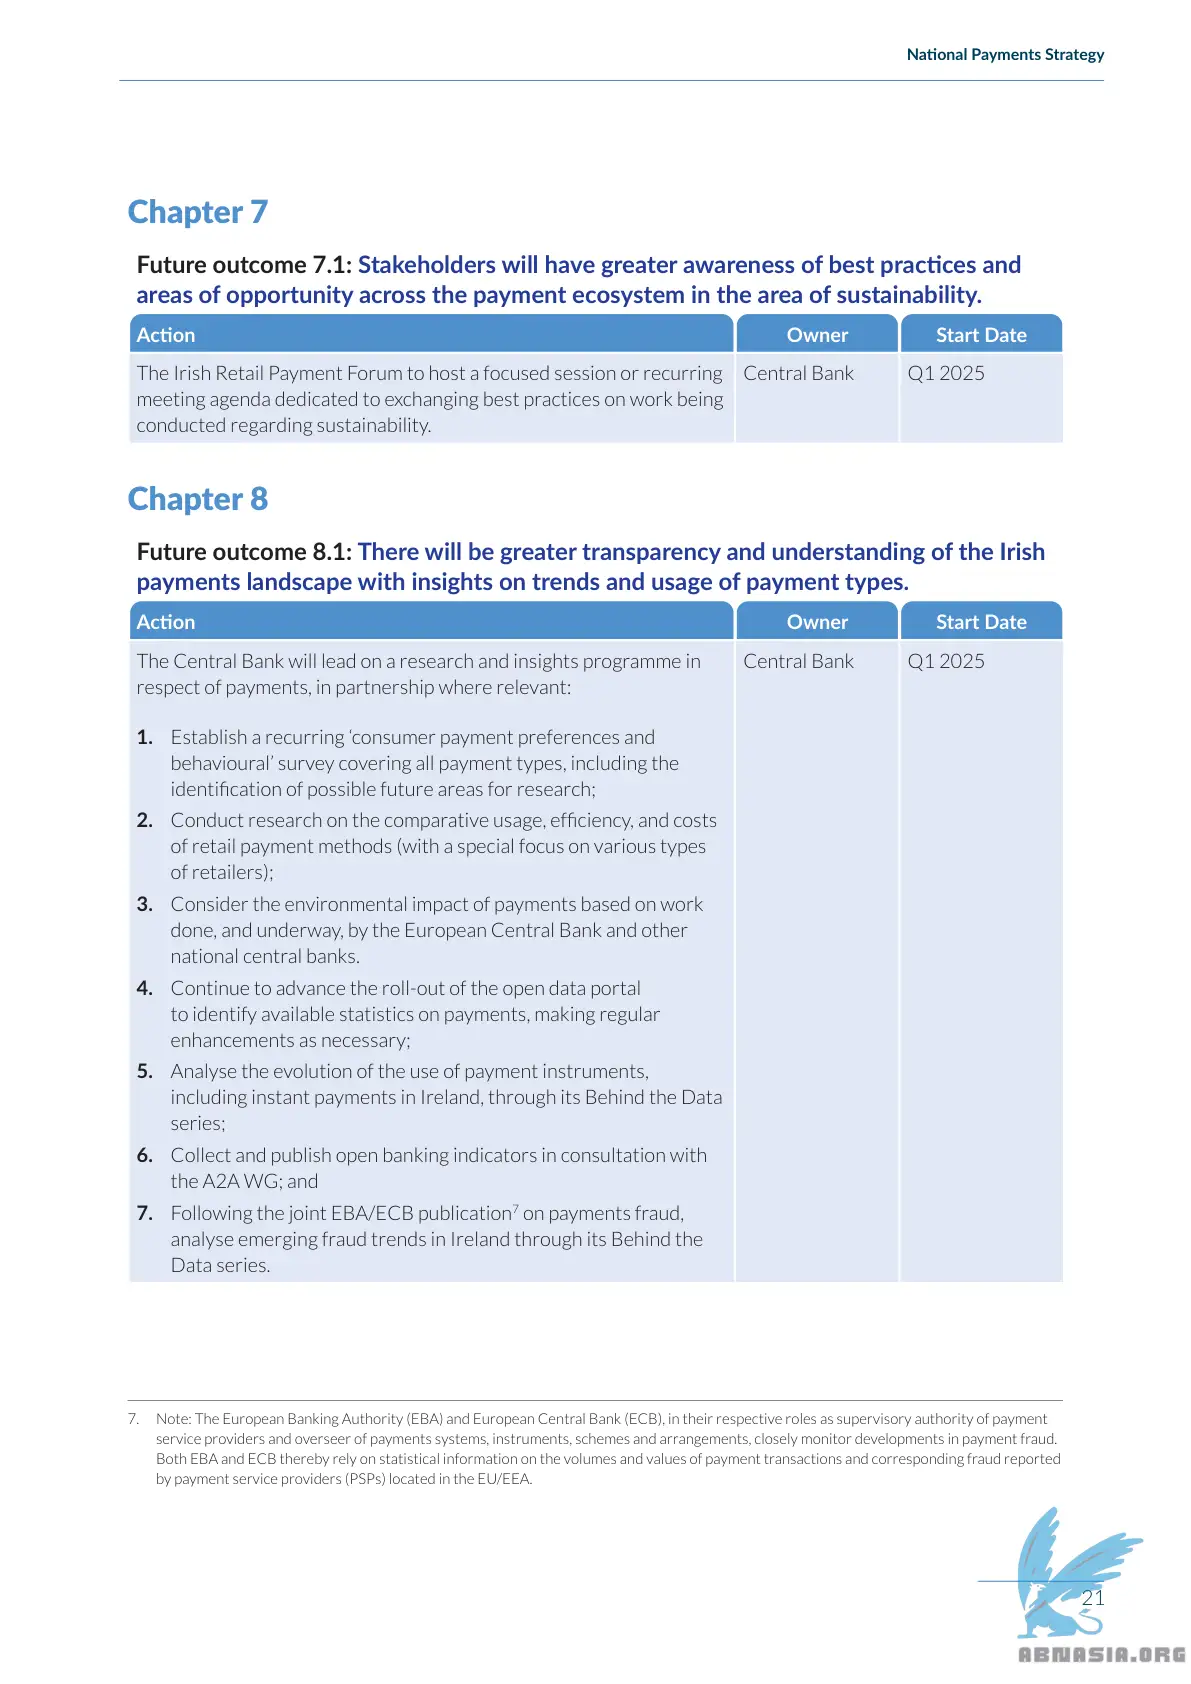 National Payments Strategy
Chapter 7
Future outcome 7.1: Stakeholders will have greater awareness of best practices and
areas of opportunity across the payment ecosystem in the area of sustainability.
Action Owner Start Date
The Irish Retail Payment Forum to host a focused session or recurring Central Bank Q1 2025
meeting agenda dedicated to exchanging best practices on work being
conducted regarding sustainability.
Chapter 8
Future outcome 8.1: There will be greater transparency and understanding of the Irish
payments landscape with insights on trends and usage of payment types.
Action Owner Start Date
The Central Bank will lead on a research and insights programme in Central Bank Q1 2025
respect of payments, in partnership where relevant:
1. Establish a recurring ‘consumer payment preferences and
behavioural’ survey covering all payment types, including the
identification of possible future areas for research;
2. Conduct research on the comparative usage, efficiency, and costs
of retail payment methods (with a special focus on various types
of retailers);
3. Consider the environmental impact of payments based on work
done, and underway, by the European Central Bank and other
national central banks.
4. Continue to advance the roll-out of the open data portal
to identify available statistics on payments, making regular
enhancements as necessary;
5. Analyse the evolution of the use of payment instruments,
including instant payments in Ireland, through its Behind the Data
series;
6. Collect and publish open banking indicators in consultation with
the A2A WG; and
7. Following the joint EBA/ECB publication7 on payments fraud,
analyse emerging fraud trends in Ireland through its Behind the
Data series.
7. Note: The European Banking Authority (EBA) and European Central Bank (ECB), in their respective roles as supervisory authority of payment
service providers and overseer of payments systems, instruments, schemes and arrangements, closely monitor developments in payment fraud.
Both EBA and ECB thereby rely on statistical information on the volumes and values of payment transactions and corresponding fraud reported
by payment service providers (PSPs) located in the EU/EEA.
21
ABNASIA.ORG